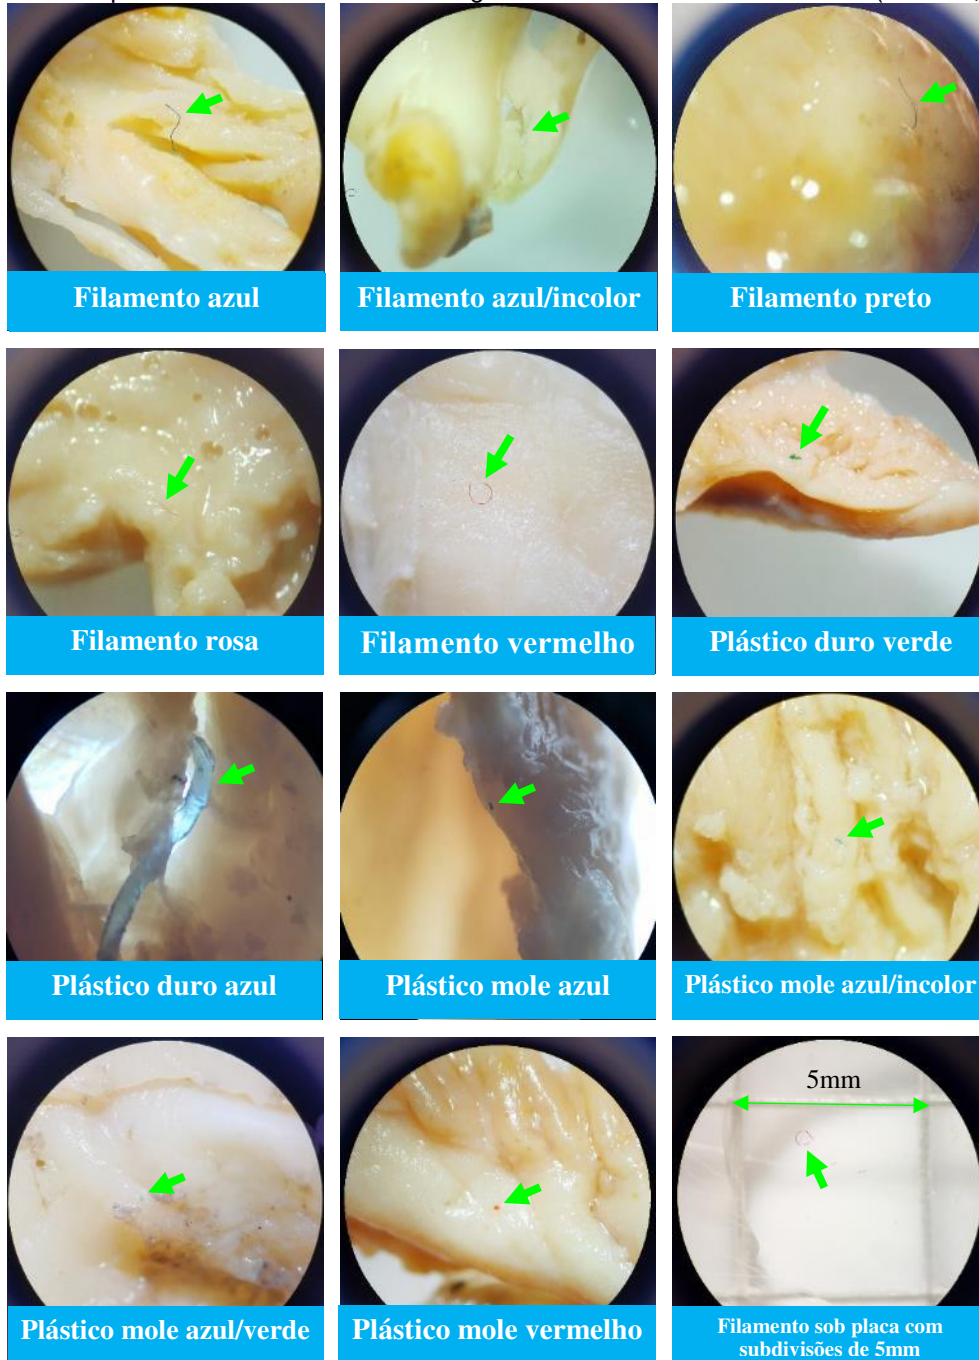 Filamento azul
Filamento azul/incolor
Filamento preto
Filamento rosa
Filamento vermelho
Plástico duro verde
Plástico duro azul
Plástico mole azul
Plástico mole azul/incolor
5mm
Plástico mole azul/verde
Plástico mole vermelho
Filamento sob placa com
subdivisões de 5mm